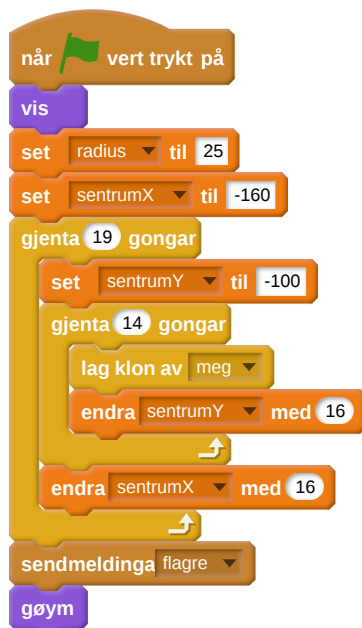 når vert trykt på
vis
set radius til 25
set sentrumX til -160
gjenta 19 gongar
set sentrumY til -100
gjenta 14 gongar
lag klon av meg
endra sentrumY med 16
endra sentrumX med 16
sendmeldinga flagre
gøym